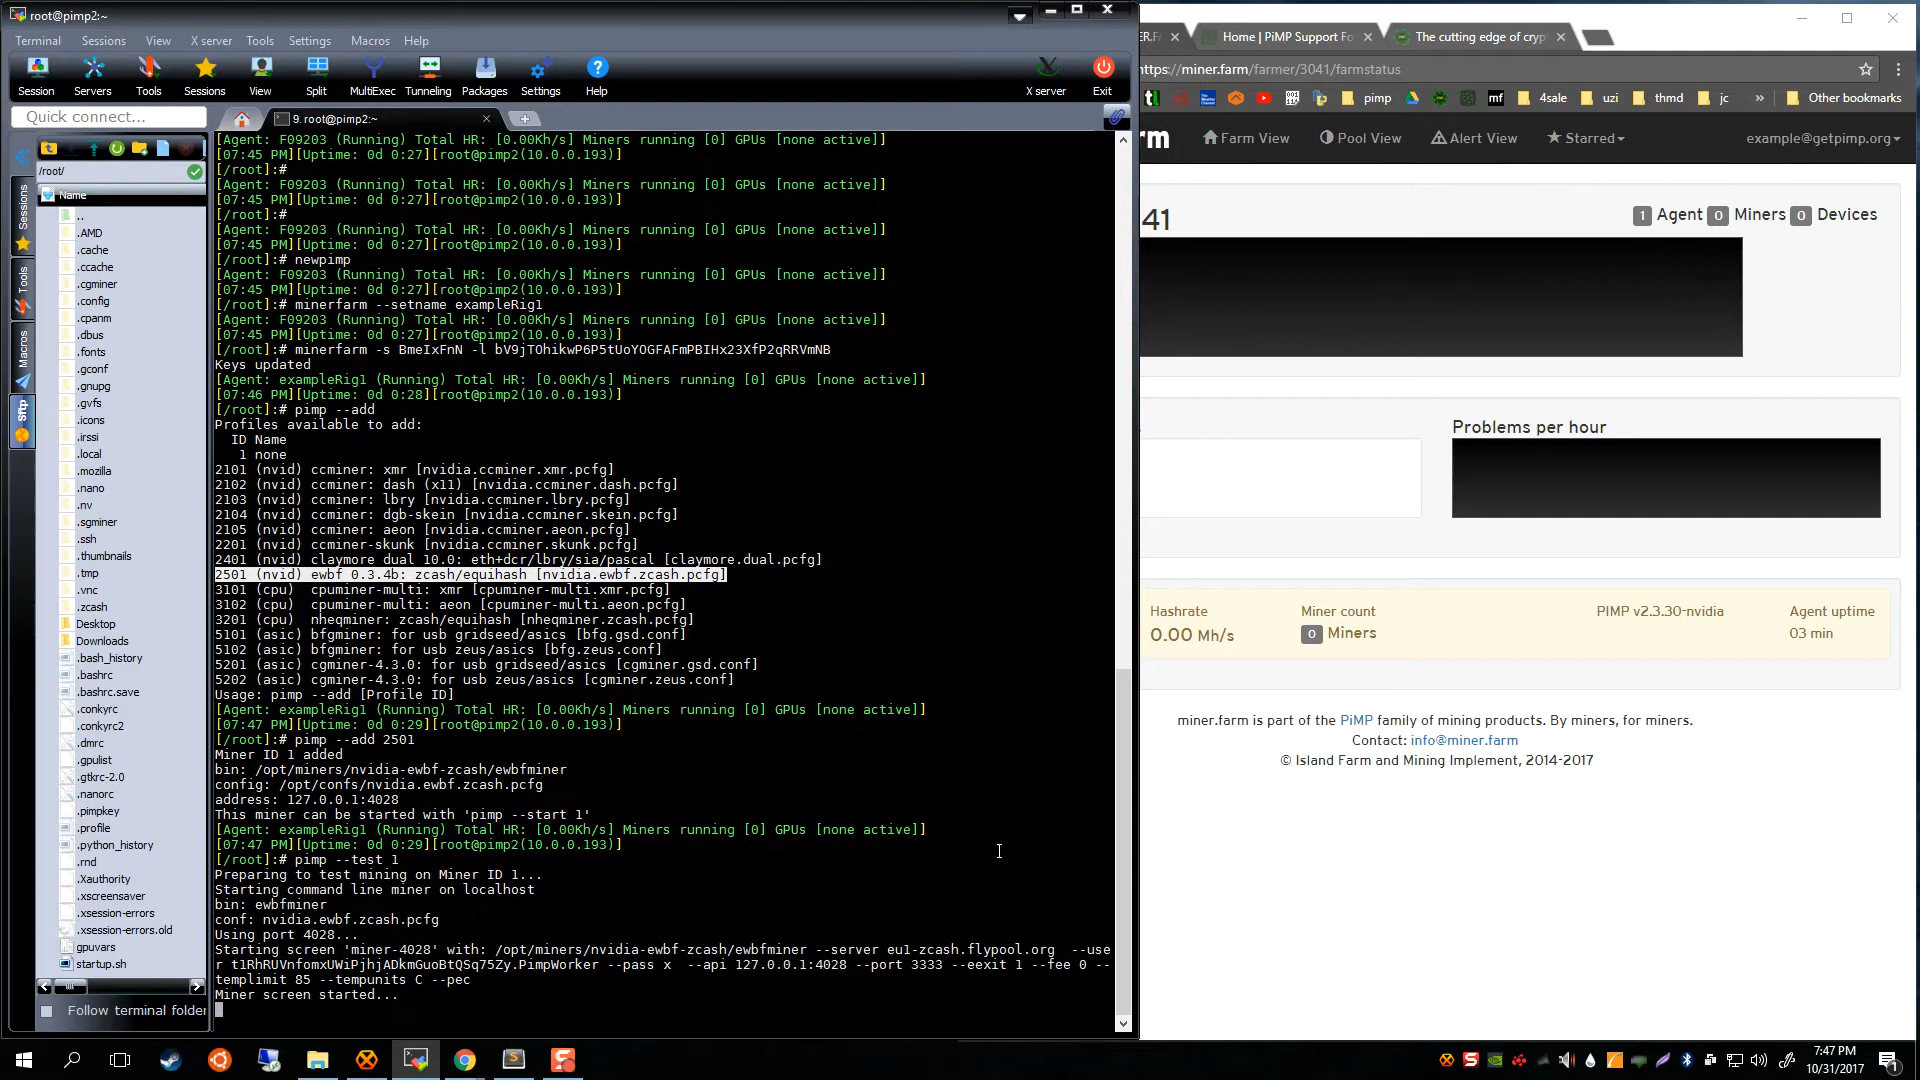 root@pimp2:~
Terminal Sessions View X server Tools Settings Macros Help
Session Servers Tools Sessions View Split MultiExec Tunneling Packages Settings Help X server Exit
Quick connect...
9. root@pimp2:~
/root/
Name
Sessions
Tools
Macros
Sftp
..
.AMD
.cache
.ccache
.cgminer
.config
.cpanm
.dbus
.fonts
.gconf
.gnupg
.gvfs
.icons
.irssi
.local
.mozilla
.nano
.nv
.sgminer
.ssh
.thumbnails
.tmp
.vnc
.zcash
Desktop
Downloads
.bash_history
.bashrc
.bashrc.save
.conkyrc
.conkyrc2
.dmrc
.gpulist
.gtkrc-2.0
.nanorc
.pimpkey
.profile
.python_history
.rnd
.Xauthority
.xscreensaver
.xsession-errors
.xsession-errors.old
gpuvars
startup.sh
Follow terminal folder
[Agent: F09203 (Running) Total HR: [0.00Kh/s] Miners running [0] GPUs [none active]]
[07:45 PM][Uptime: 0d 0:27][root@pimp2(10.0.0.193)]
[/root]:#
[Agent: F09203 (Running) Total HR: [0.00Kh/s] Miners running [0] GPUs [none active]]
[07:45 PM][Uptime: 0d 0:27][root@pimp2(10.0.0.193)]
[/root]:#
[Agent: F09203 (Running) Total HR: [0.00Kh/s] Miners running [0] GPUs [none active]]
[07:45 PM][Uptime: 0d 0:27][root@pimp2(10.0.0.193)]
[/root]:# newpimp
[Agent: F09203 (Running) Total HR: [0.00Kh/s] Miners running [0] GPUs [none active]]
[07:45 PM][Uptime: 0d 0:27][root@pimp2(10.0.0.193)]
[/root]:# minerfarm --setname exampleRig1
[Agent: F09203 (Running) Total HR: [0.00Kh/s] Miners running [0] GPUs [none active]]
[07:45 PM][Uptime: 0d 0:27][root@pimp2(10.0.0.193)]
[/root]:# minerfarm -s BmeIxFnN -l bV9jTOhikwP6P5tUoYOGFAFmPBIHx23XfP2qRRVmNB
Keys updated
[Agent: exampleRig1 (Running) Total HR: [0.00Kh/s] Miners running [0] GPUs [none active]]
[07:46 PM][Uptime: 0d 0:28][root@pimp2(10.0.0.193)]
[/root]:# pimp --add
Profiles available to add:
ID Name
1 none
2101 (nvid) ccminer: xmr [nvidia.ccminer.xmr.pcfg]
2102 (nvid) ccminer: dash (x11) [nvidia.ccminer.dash.pcfg]
2103 (nvid) ccminer: lbry [nvidia.ccminer.lbry.pcfg]
2104 (nvid) ccminer: dgb-skein [nvidia.ccminer.skein.pcfg]
2105 (nvid) ccminer: aeon [nvidia.ccminer.aeon.pcfg]
2201 (nvid) ccminer-skunk [nvidia.ccminer.skunk.pcfg]
2401 (nvid) claymore dual 10.0: eth+dcr/lbry/sia/pascal [claymore.dual.pcfg]
2501 (nvid) ewbf 0.3.4b: zcash/equihash [nvidia.ewbf.zcash.pcfg]
3101 (cpu) cpuminer-multi: xmr [cpuminer-multi.xmr.pcfg]
3102 (cpu) cpuminer-multi: aeon [cpuminer-multi.aeon.pcfg]
3201 (cpu) nheqminer: zcash/equihash [nheqminer.zcash.pcfg]
5101 (asic) bfgminer: for usb gridseed/asics [bfg.gsd.conf]
5102 (asic) bfgminer: for usb zeus/asics [bfg.zeus.conf]
5201 (asic) cgminer-4.3.0: for usb gridseed/asics [cgminer.gsd.conf]
5202 (asic) cgminer-4.3.0: for usb zeus/asics [cgminer.zeus.conf]
Usage: pimp --add [Profile ID]
[Agent: exampleRig1 (Running) Total HR: [0.00Kh/s] Miners running [0] GPUs [none active]]
[07:47 PM][Uptime: 0d 0:29][root@pimp2(10.0.0.193)]
[/root]:# pimp --add 2501
Miner ID 1 added
bin: /opt/miners/nvidia-ewbf-zcash/ewbfminer
config: /opt/confs/nvidia.ewbf.zcash.pcfg
address: 127.0.0.1:4028
This miner can be started with 'pimp --start 1'
[Agent: exampleRig1 (Running) Total HR: [0.00Kh/s] Miners running [0] GPUs [none active]]
[07:47 PM][Uptime: 0d 0:29][root@pimp2(10.0.0.193)]
[/root]:# pimp --test 1
Preparing to test mining on Miner ID 1...
Starting command line miner on localhost
bin: ewbfminer
conf: nvidia.ewbf.zcash.pcfg
Using port 4028...
Starting screen 'miner-4028' with: /opt/miners/nvidia-ewbf-zcash/ewbfminer --server eu1-zcash.flypool.org --use
r t1RhRUVnfomxUWiPjhjADkmGuoBtQSq75Zy.PimpWorker --pass x --api 127.0.0.1:4028 --port 3333 --eexit 1 --fee 0 --
templimit 85 --tempunits C --pec
Miner screen started...
ER.FA Home | PiMP Support Fo The cutting edge of cryp
https://miner.farm/farmer/3041/farmstatus
pimp mf 4sale uzi thmd jc » Other bookmarks
rm Farm View Pool View Alert View Starred example@getpimp.org
41
1 Agent 0 Miners 0 Devices
Problems per hour
Hashrate Miner count PIMP v2.3.30-nvidia Agent uptime
0.00 Mh/s 0 Miners 03 min
miner.farm is part of the PiMP family of mining products. By miners, for miners.
Contact: info@miner.farm
© Island Farm and Mining Implement, 2014-2017
7:47 PM
10/31/2017
1